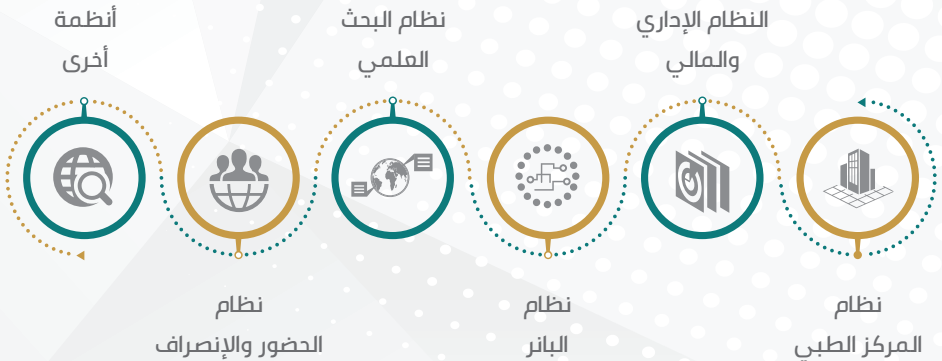 النظام الإداري
والمالي
نظام البحث
العلمي
أنظمة
أخرى
نظام
المركز الطبي
نظام
البانر
نظام
الحضور والإنصراف